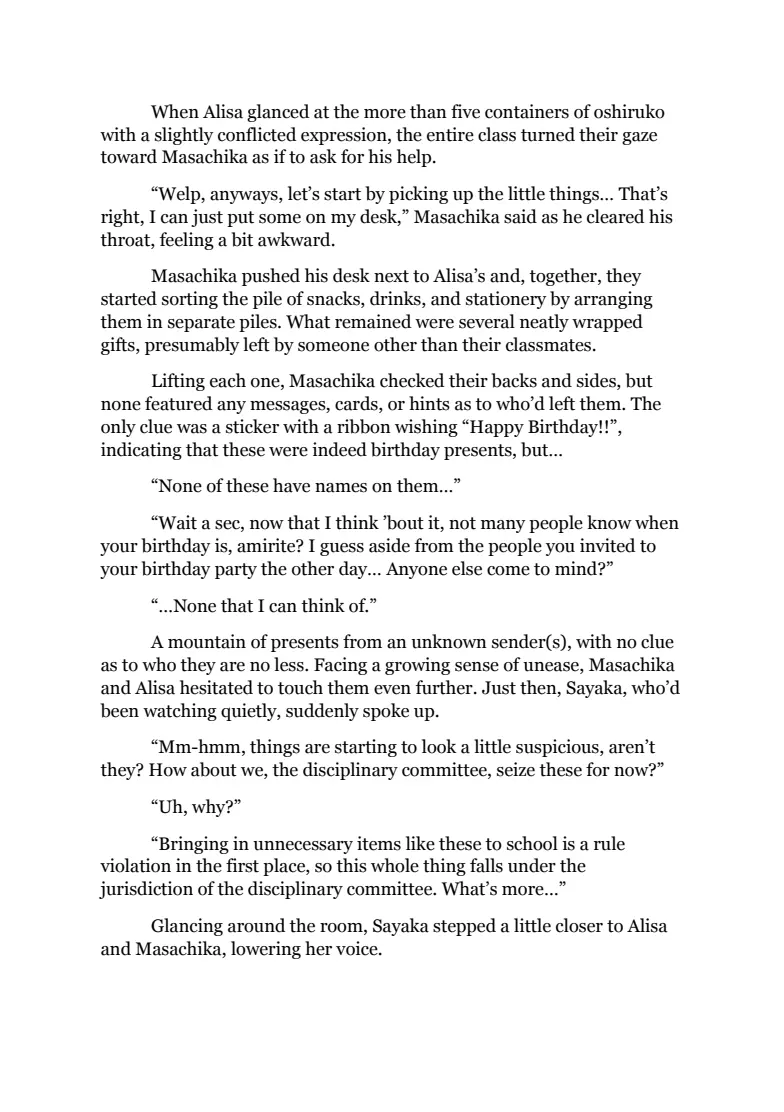 When Alisa glanced at the more than five containers of oshiruko
with a slightly conflicted expression, the entire class turned their gaze
toward Masachika as if to ask for his help.
“Welp, anyways, let’s start by picking up the little things… That’s
right, I can just put some on my desk,” Masachika said as he cleared his
throat, feeling a bit awkward.
Masachika pushed his desk next to Alisa’s and, together, they
started sorting the pile of snacks, drinks, and stationery by arranging
them in separate piles. What remained were several neatly wrapped
gifts, presumably left by someone other than their classmates.
Lifting each one, Masachika checked their backs and sides, but
none featured any messages, cards, or hints as to who’d left them. The
only clue was a sticker with a ribbon wishing “Happy Birthday!!”,
indicating that these were indeed birthday presents, but…
“None of these have names on them…”
“Wait a sec, now that I think ’bout it, not many people know when
your birthday is, amirite? I guess aside from the people you invited to
your birthday party the other day… Anyone else come to mind?”
“…None that I can think of.”
A mountain of presents from an unknown sender(s), with no clue
as to who they are no less. Facing a growing sense of unease, Masachika
and Alisa hesitated to touch them even further. Just then, Sayaka, who’d
been watching quietly, suddenly spoke up.
“Mm-hmm, things are starting to look a little suspicious, aren’t
they? How about we, the disciplinary committee, seize these for now?”
“Uh, why?”
“Bringing in unnecessary items like these to school is a rule
violation in the first place, so this whole thing falls under the
jurisdiction of the disciplinary committee. What’s more…”
Glancing around the room, Sayaka stepped a little closer to Alisa
and Masachika, lowering her voice.